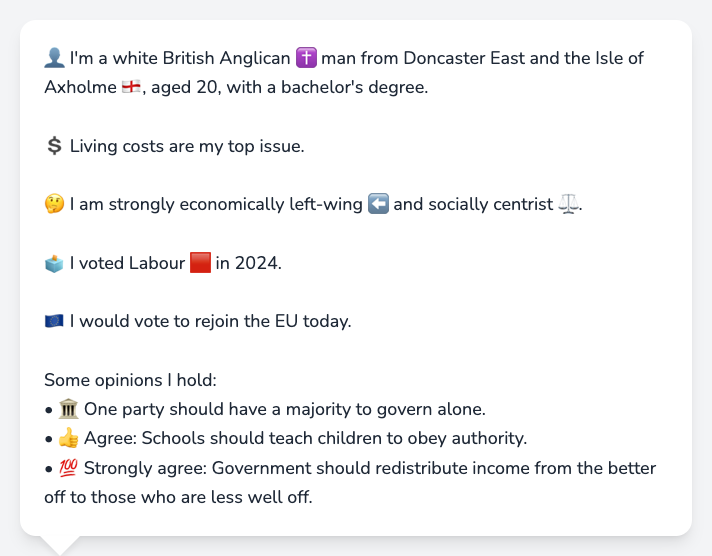 👤 I'm a white British Anglican ✝️ man from Doncaster East and the Isle of
Axholme 🏴󠁧󠁢󠁥󠁮󠁧󠁿, aged 20, with a bachelor's degree.
💲 Living costs are my top issue.
🤔 I am strongly economically left-wing ⬅️ and socially centrist ⚖️.
🗳️ I voted Labour 🟥 in 2024.
🇪🇺 I would vote to rejoin the EU today.
Some opinions I hold:
• 🏛️ One party should have a majority to govern alone.
• 👍 Agree: Schools should teach children to obey authority.
• 💯 Strongly agree: Government should redistribute income from the better
off to those who are less well off.